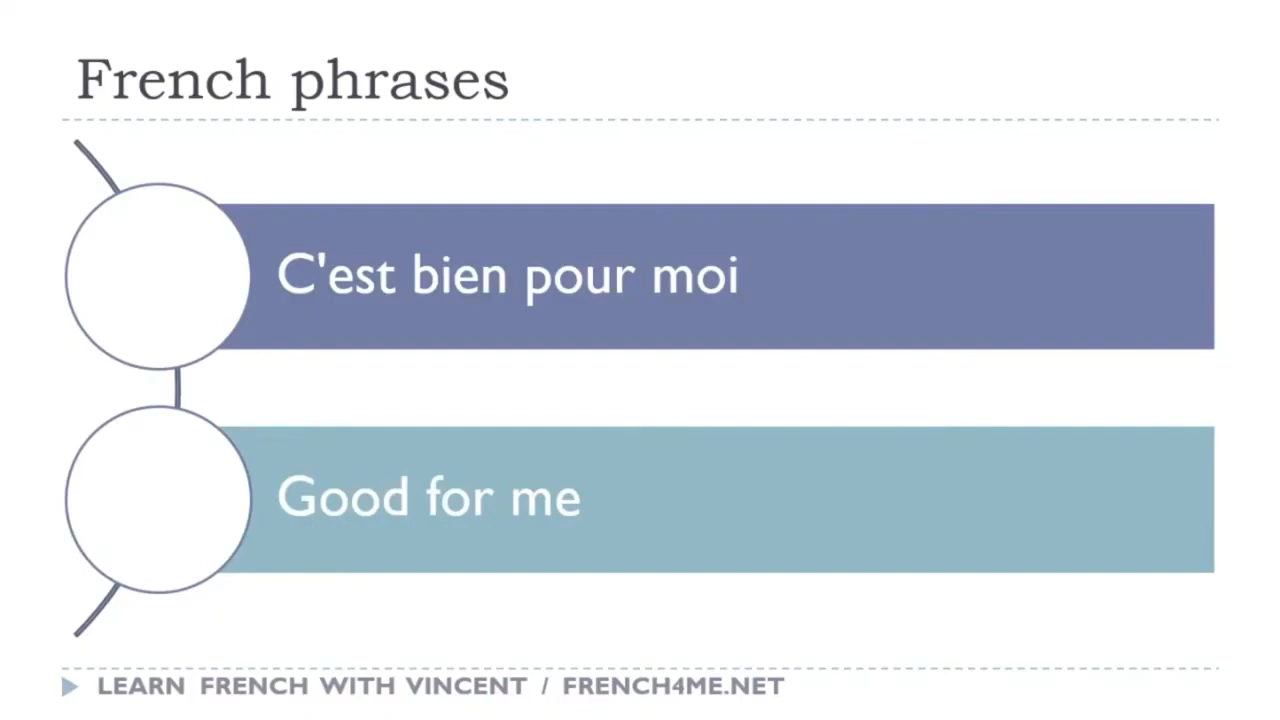 French phrases
C'est bien pour moi
Good for me
LEARN FRENCH WITH VINCENT / FRENCH4ME.NET